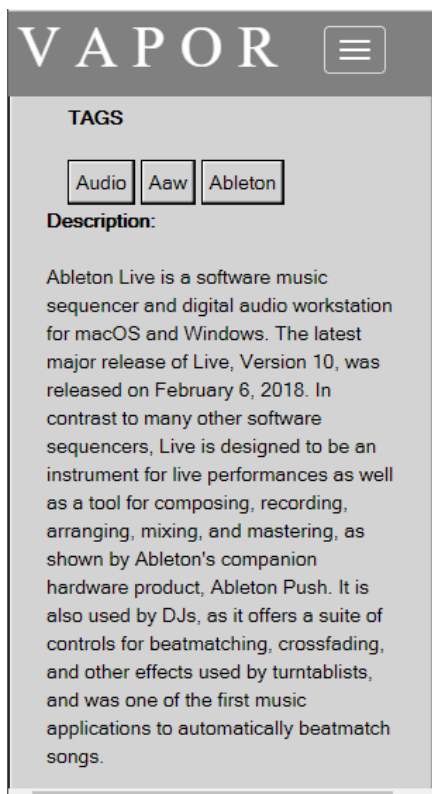 VAPOR
TAGS
Audio Aaw Ableton
Description:
Ableton Live is a software music
sequencer and digital audio workstation
for macOS and Windows. The latest
major release of Live, Version 10, was
released on February 6, 2018. In
contrast to many other software
sequencers, Live is designed to be an
instrument for live performances as well
as a tool for composing, recording,
arranging, mixing, and mastering, as
shown by Ableton's companion
hardware product, Ableton Push. It is
also used by DJs, as it offers a suite of
controls for beatmatching, crossfading,
and other effects used by turntablists,
and was one of the first music
applications to automatically beatmatch
songs.